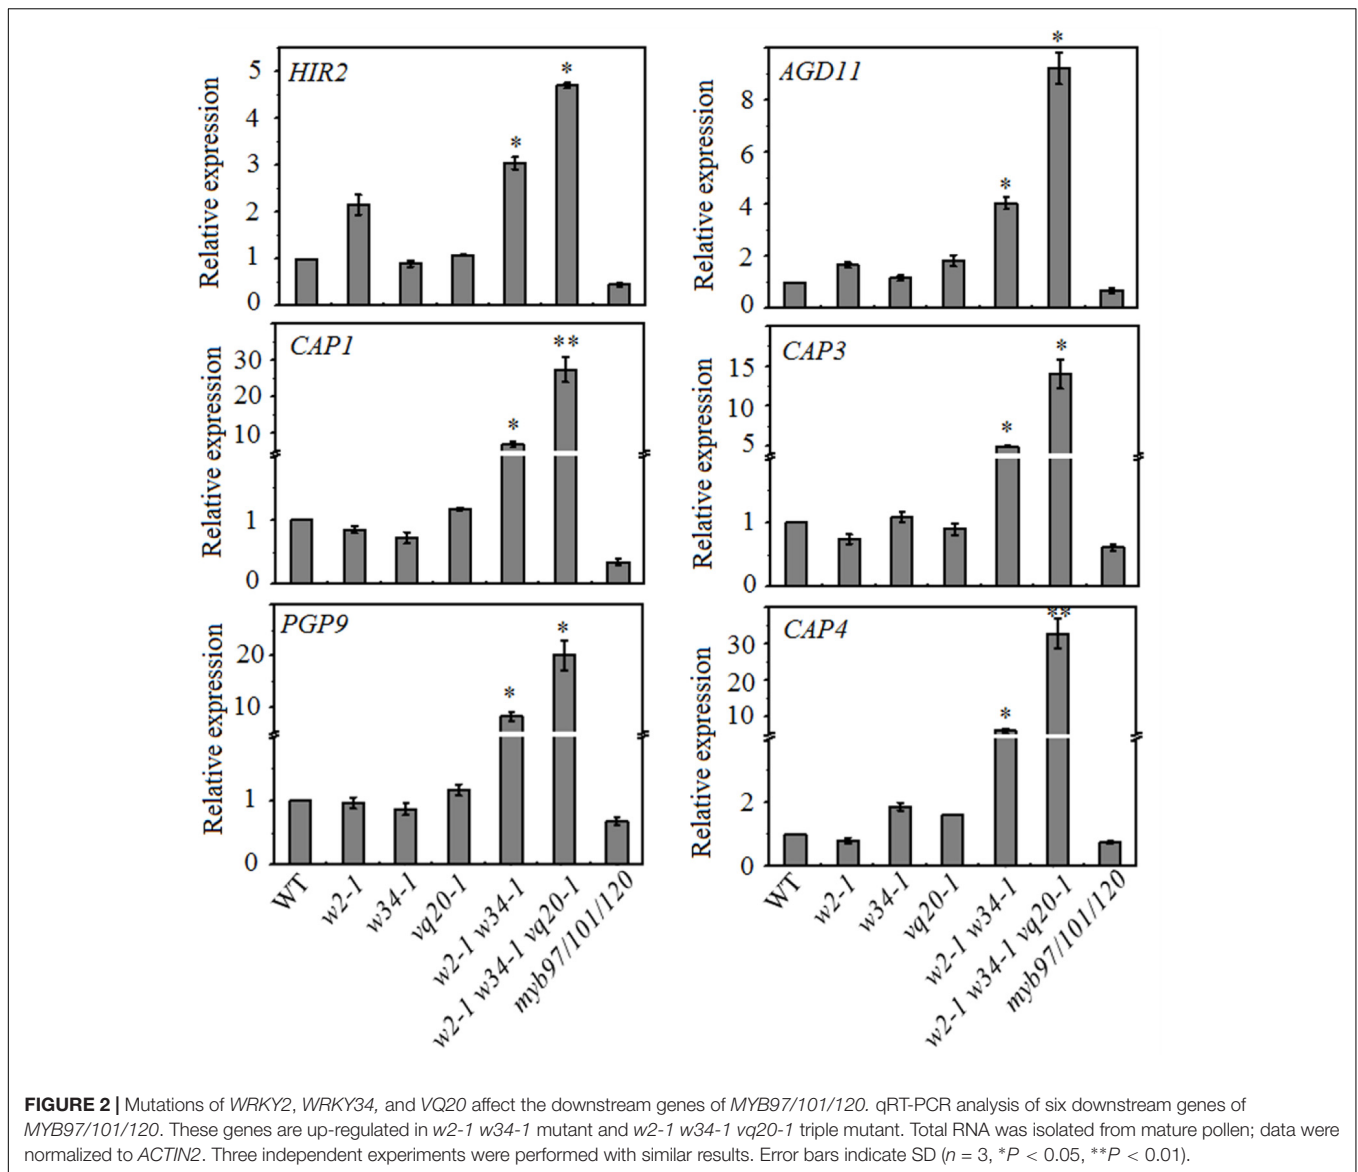 HIR2
Relative expression
5
4
3
2
1
0
*
*
AGD11
Relative expression
8
6
4
2
0
*
*
CAP1
Relative expression
30
20
10
1
0
*
**
CAP3
Relative expression
15
10
5
1
0
*
*
PGP9
Relative expression
20
10
1
0
*
*
CAP4
Relative expression
30
20
10
2
0
*
**
WT
w2-1
w34-1
vq20-1
w2-1 w34-1
w2-1 w34-1 vq20-1
myb97/101/120
WT
w2-1
w34-1
vq20-1
w2-1 w34-1
w2-1 w34-1 vq20-1
myb97/101/120
FIGURE 2 | Mutations of WRKY2, WRKY34, and VQ20 affect the downstream genes of MYB97/101/120. qRT-PCR analysis of six downstream genes of
MYB97/101/120. These genes are up-regulated in w2-1 w34-1 mutant and w2-1 w34-1 vq20-1 triple mutant. Total RNA was isolated from mature pollen; data were
normalized to ACTIN2. Three independent experiments were performed with similar results. Error bars indicate SD (n = 3, *P < 0.05, **P < 0.01).